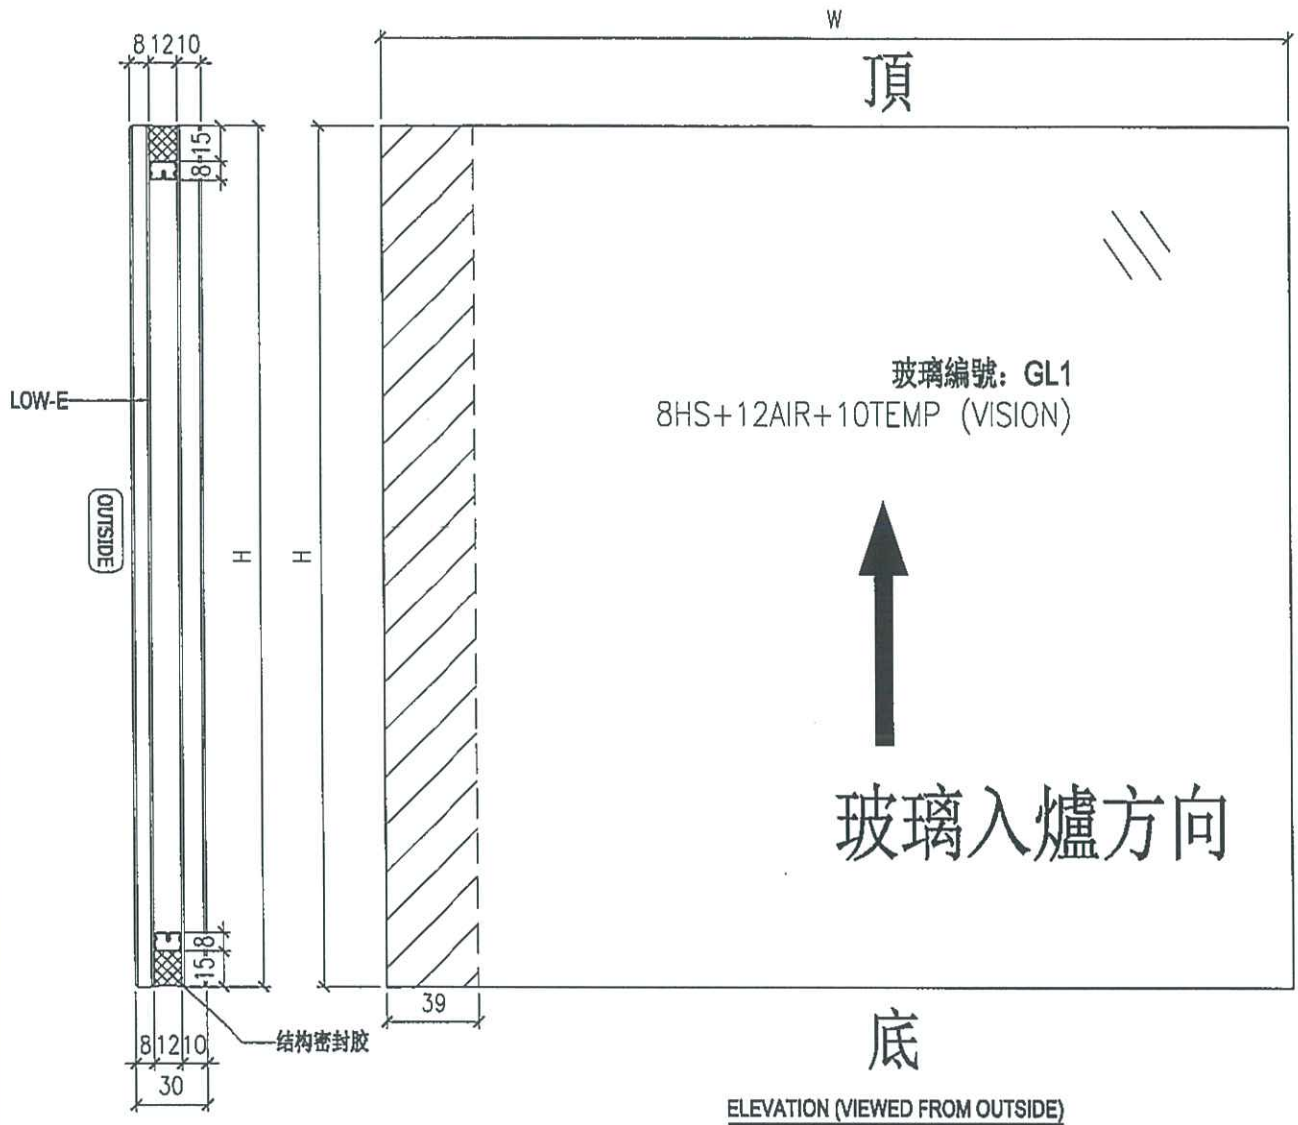 W
8 12 10
頂
15
8
玻璃編號：GL1
8HS+12AIR+10TEMP (VISION)
LOW-E
OUTSIDE
H
H
玻璃入爐方向
8
15
39
结构密封胶
底
8 12 10
30
ELEVATION (VIEWED FROM OUTSIDE)